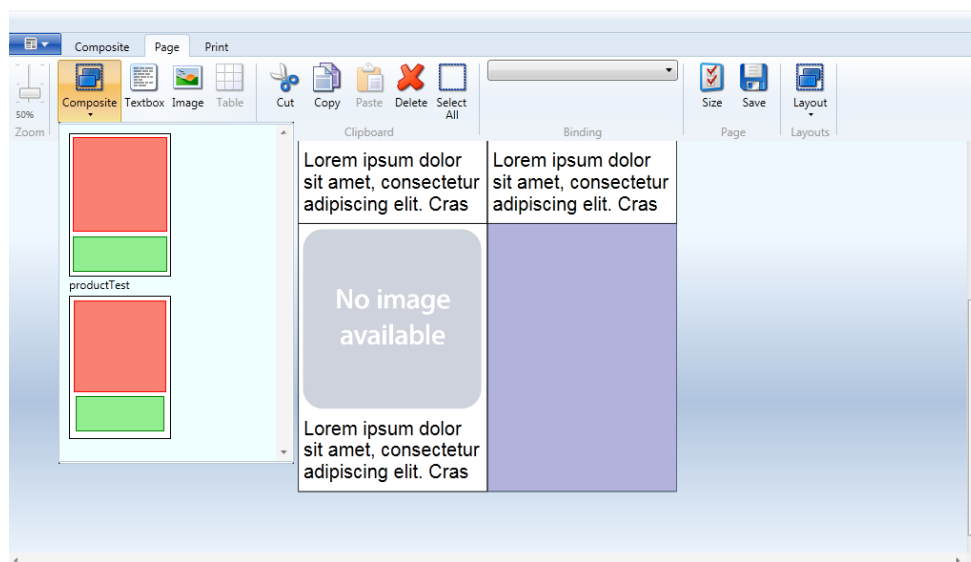 Composite Page Print
Composite Textbox Image Table Cut Copy Paste Delete Select Size Save Layout
50% All
Zoom Clipboard Binding Page Layouts
productTest
Lorem ipsum dolor
sit amet, consectetur
adipiscing elit. Cras
Lorem ipsum dolor
sit amet, consectetur
adipiscing elit. Cras
No image
available
Lorem ipsum dolor
sit amet, consectetur
adipiscing elit. Cras